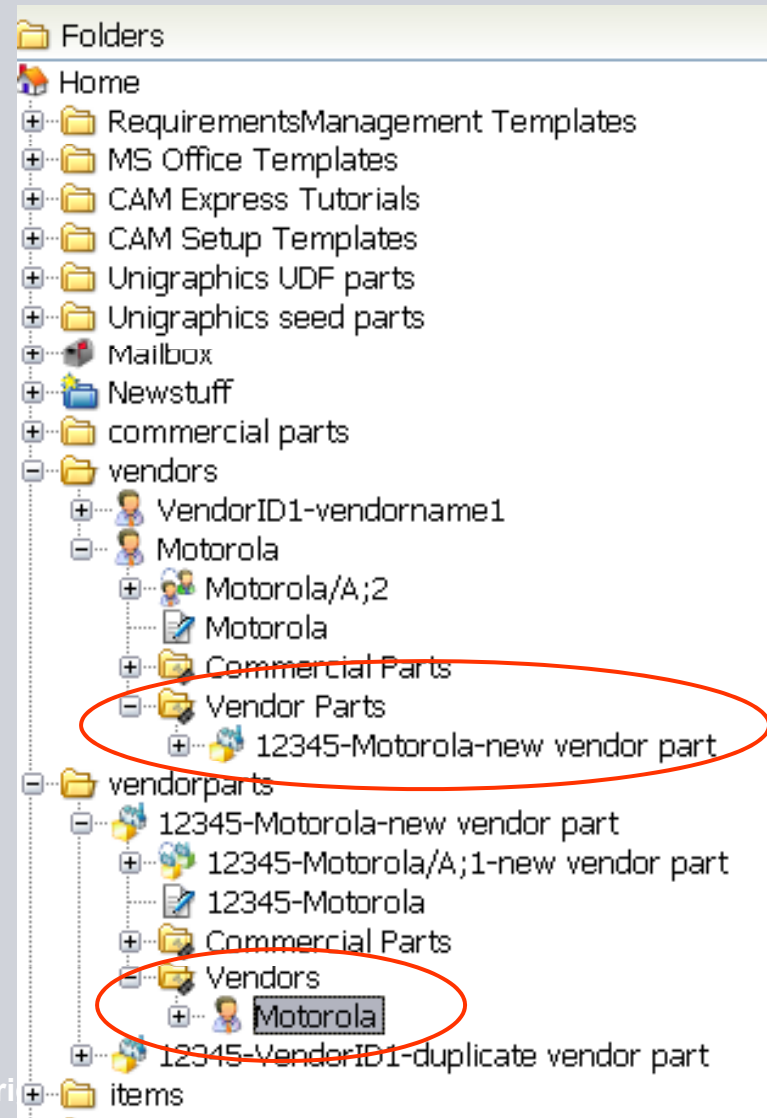 Folders
Home
RequirementsManagement Templates
MS Office Templates
CAM Express Tutorials
CAM Setup Templates
Unigraphics UDF parts
Unigraphics seed parts
Mailbox
Newstuff
commercial parts
vendors
VendorID1-vendorname1
Motorola
Motorola/A;2
Motorola
Commercial Parts
Vendor Parts
12345-Motorola-new vendor part
vendorparts
12345-Motorola-new vendor part
12345-Motorola/A;1-new vendor part
12345-Motorola
Commercial Parts
Vendors
Motorola
12345-VendorID1-duplicate vendor part
items